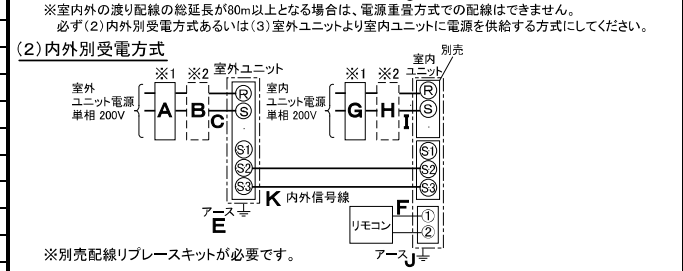 ※室内外の渡り配線の総延長が80m以上となる場合は、電源重畳方式での配線はできません。
必ず(2)内外別受電方式あるいは(3)室外ユニットより室内ユニットに電源を供給する方式にしてください。
(2)内外別受電方式
※1 ※2 室外ユニット
室外
ユニット電源
単相 200V
A B C
R
S
S1
S2
S3
アース
E
K 内外信号線
※1 ※2 室内
ユニット
別売
室内
ユニット電源
単相 200V
G H I
R
S
S1
S2
S3
F
リモコン
①
②
アース J
※別売配線リプレースキットが必要です。